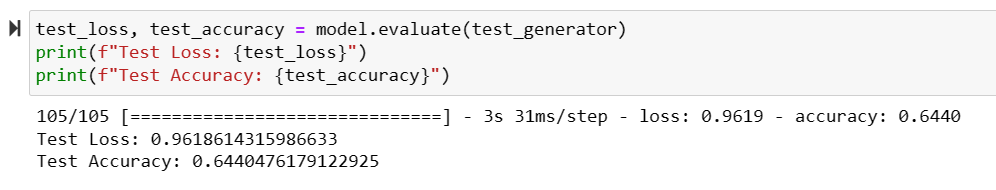 test_loss, test_accuracy = model.evaluate(test_generator)
print(f"Test Loss: {test_loss}")
print(f"Test Accuracy: {test_accuracy}")
105/105 [==============================] - 3s 31ms/step - loss: 0.9619 - accuracy: 0.6440
Test Loss: 0.9618614315986633
Test Accuracy: 0.6440476179122925